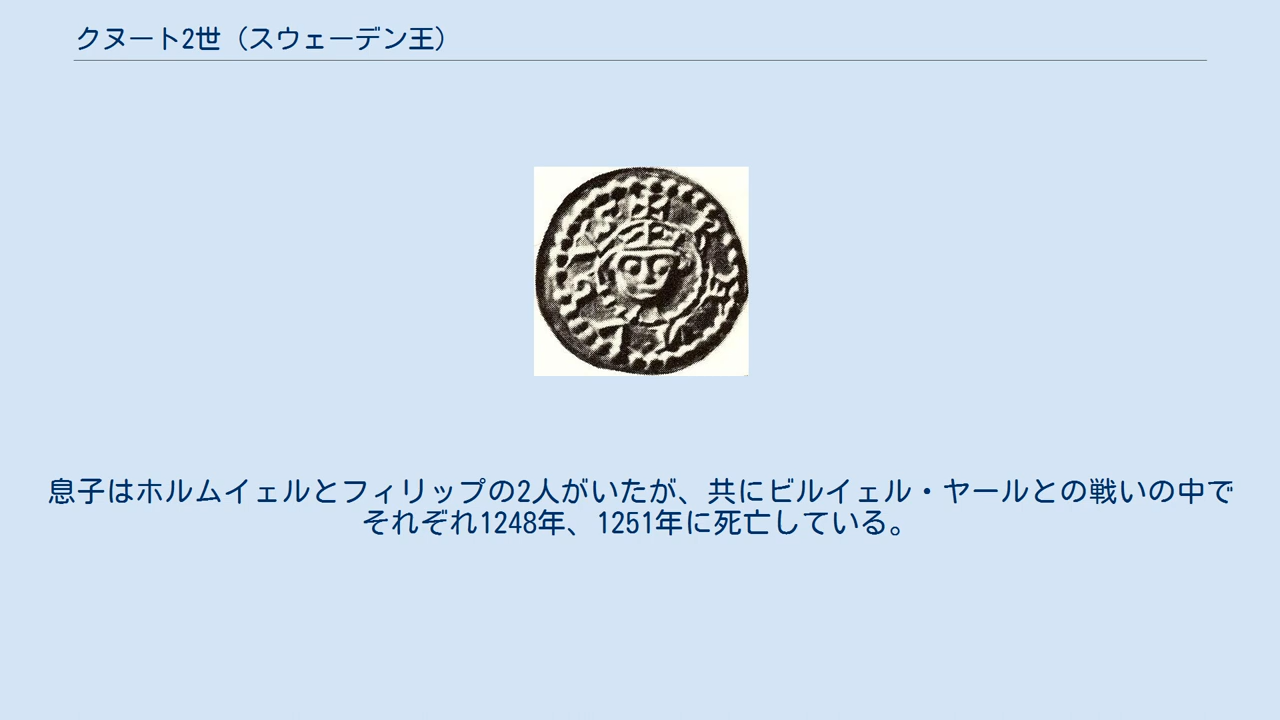 クヌート2世（スウェーデン王）
息子はホルムイェルとフィリップの2人がいたが、共にビルイェル・ヤールとの戦いの中で
それぞれ1248年、1251年に死亡している。